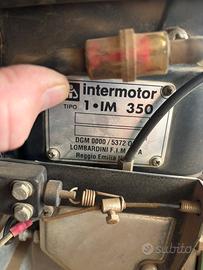 intermotor
TIPO 1•IM 350
DGM 0000/5372 O
LOMBARDINI F.I.M. A
Reggio Emilia
subito